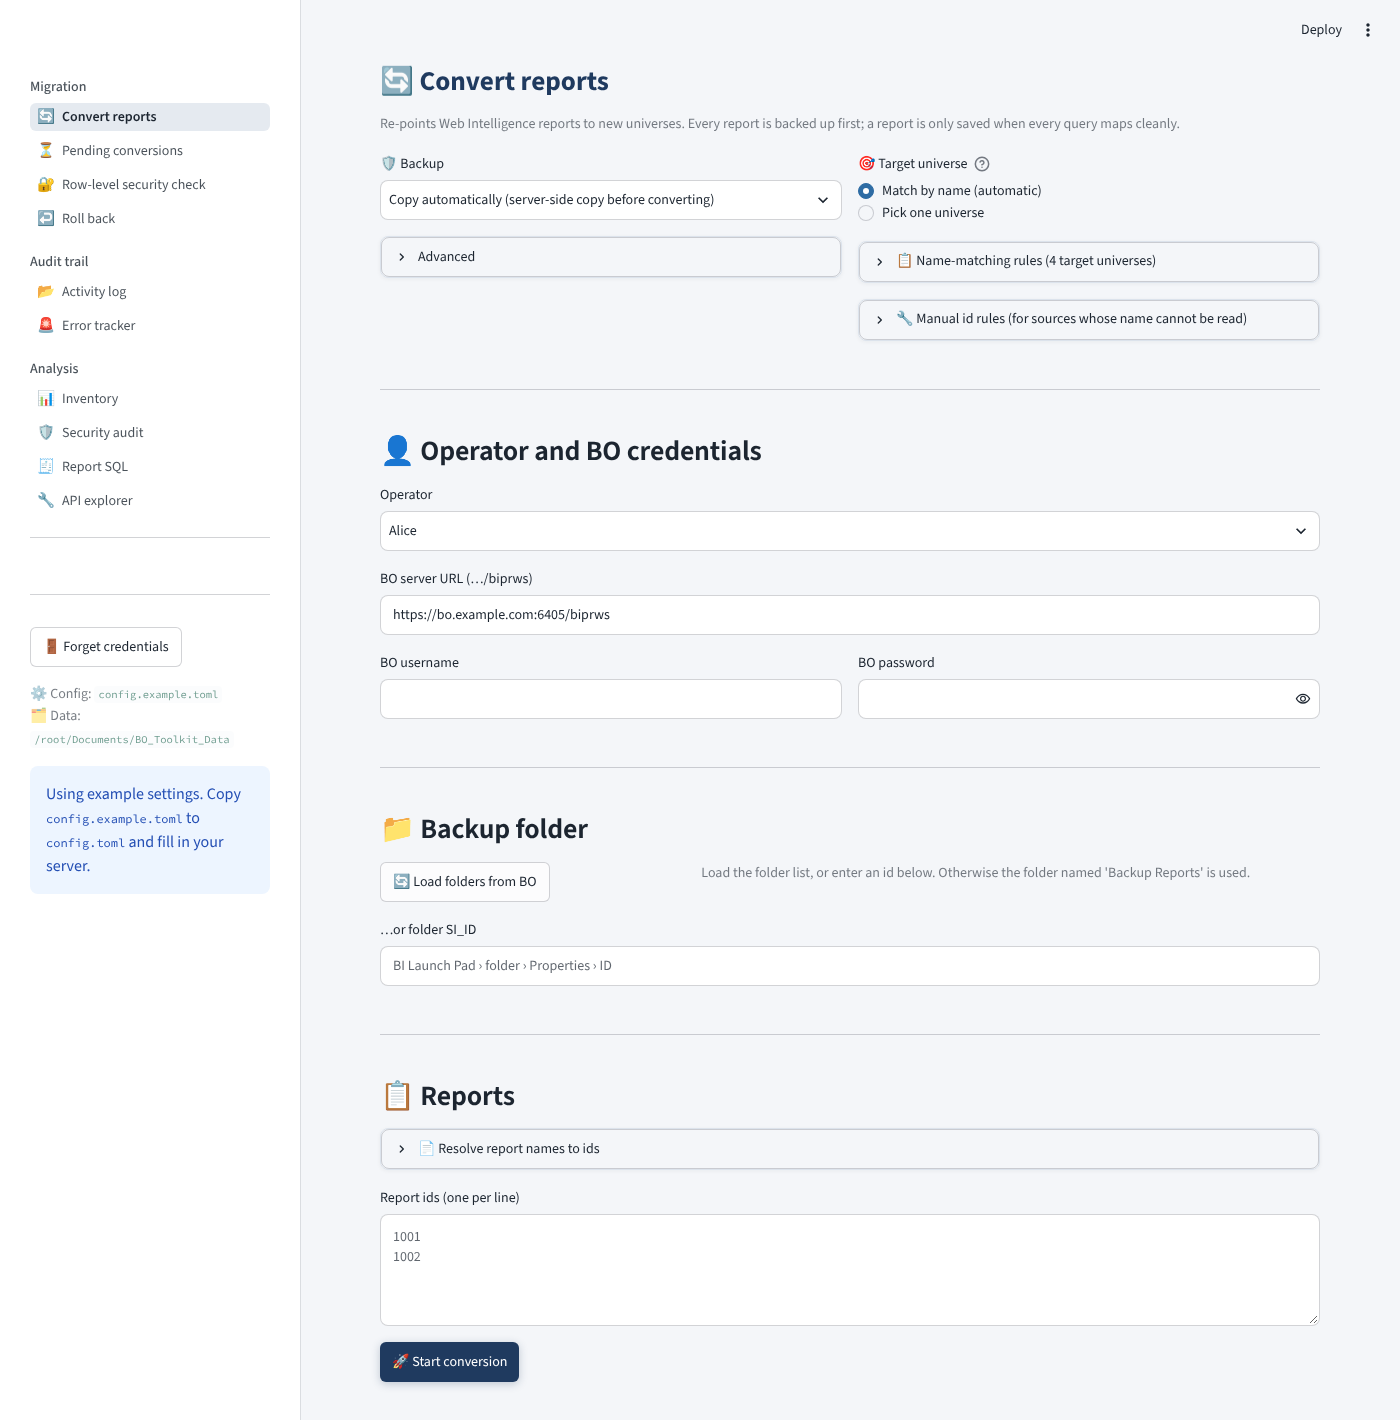 Deploy
Migration
Convert reports
Pending conversions
Row-level security check
Roll back
Audit trail
Activity log
Error tracker
Analysis
Inventory
Security audit
Report SQL
API explorer
Forget credentials
Config: config.example.toml
Data:
/root/Documents/BO_Toolkit_Data
Using example settings. Copy
config.example.toml to
config.toml and fill in your
server.
Convert reports
Re-points Web Intelligence reports to new universes. Every report is backed up first; a report is only saved when every query maps cleanly.
Backup
Copy automatically (server-side copy before converting)
Advanced
Target universe
Match by name (automatic)
Pick one universe
Name-matching rules (4 target universes)
Manual id rules (for sources whose name cannot be read)
Operator and BO credentials
Operator
Alice
BO server URL (…/biprws)
https://bo.example.com:6405/biprws
BO username
BO password
Backup folder
Load folders from BO
Load the folder list, or enter an id below. Otherwise the folder named 'Backup Reports' is used.
…or folder SI_ID
BI Launch Pad › folder › Properties › ID
Reports
Resolve report names to ids
Report ids (one per line)
1001
1002
Start conversion